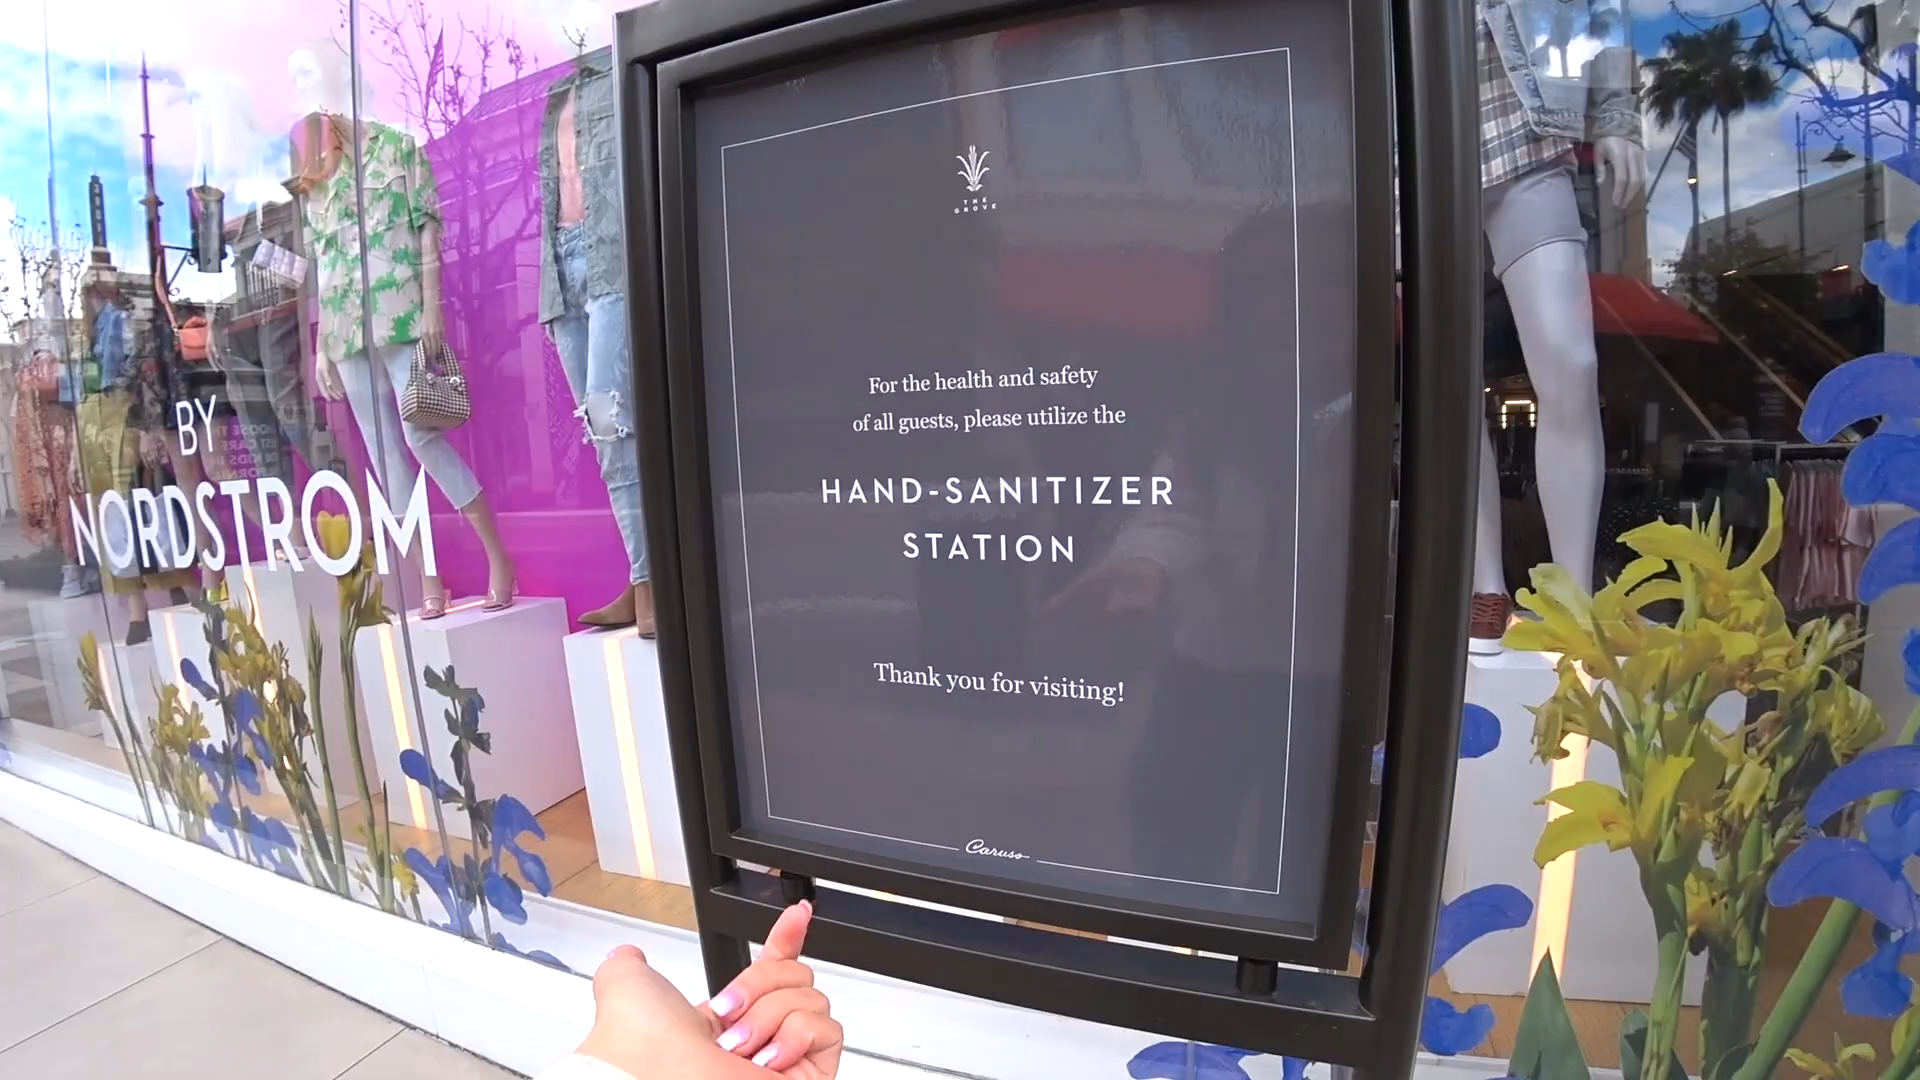 THE
GROVE
For the health and safety
of all guests, please utilize the
HAND-SANITIZER
STATION
Thank you for visiting!
Caruso
BY
NORDSTROM